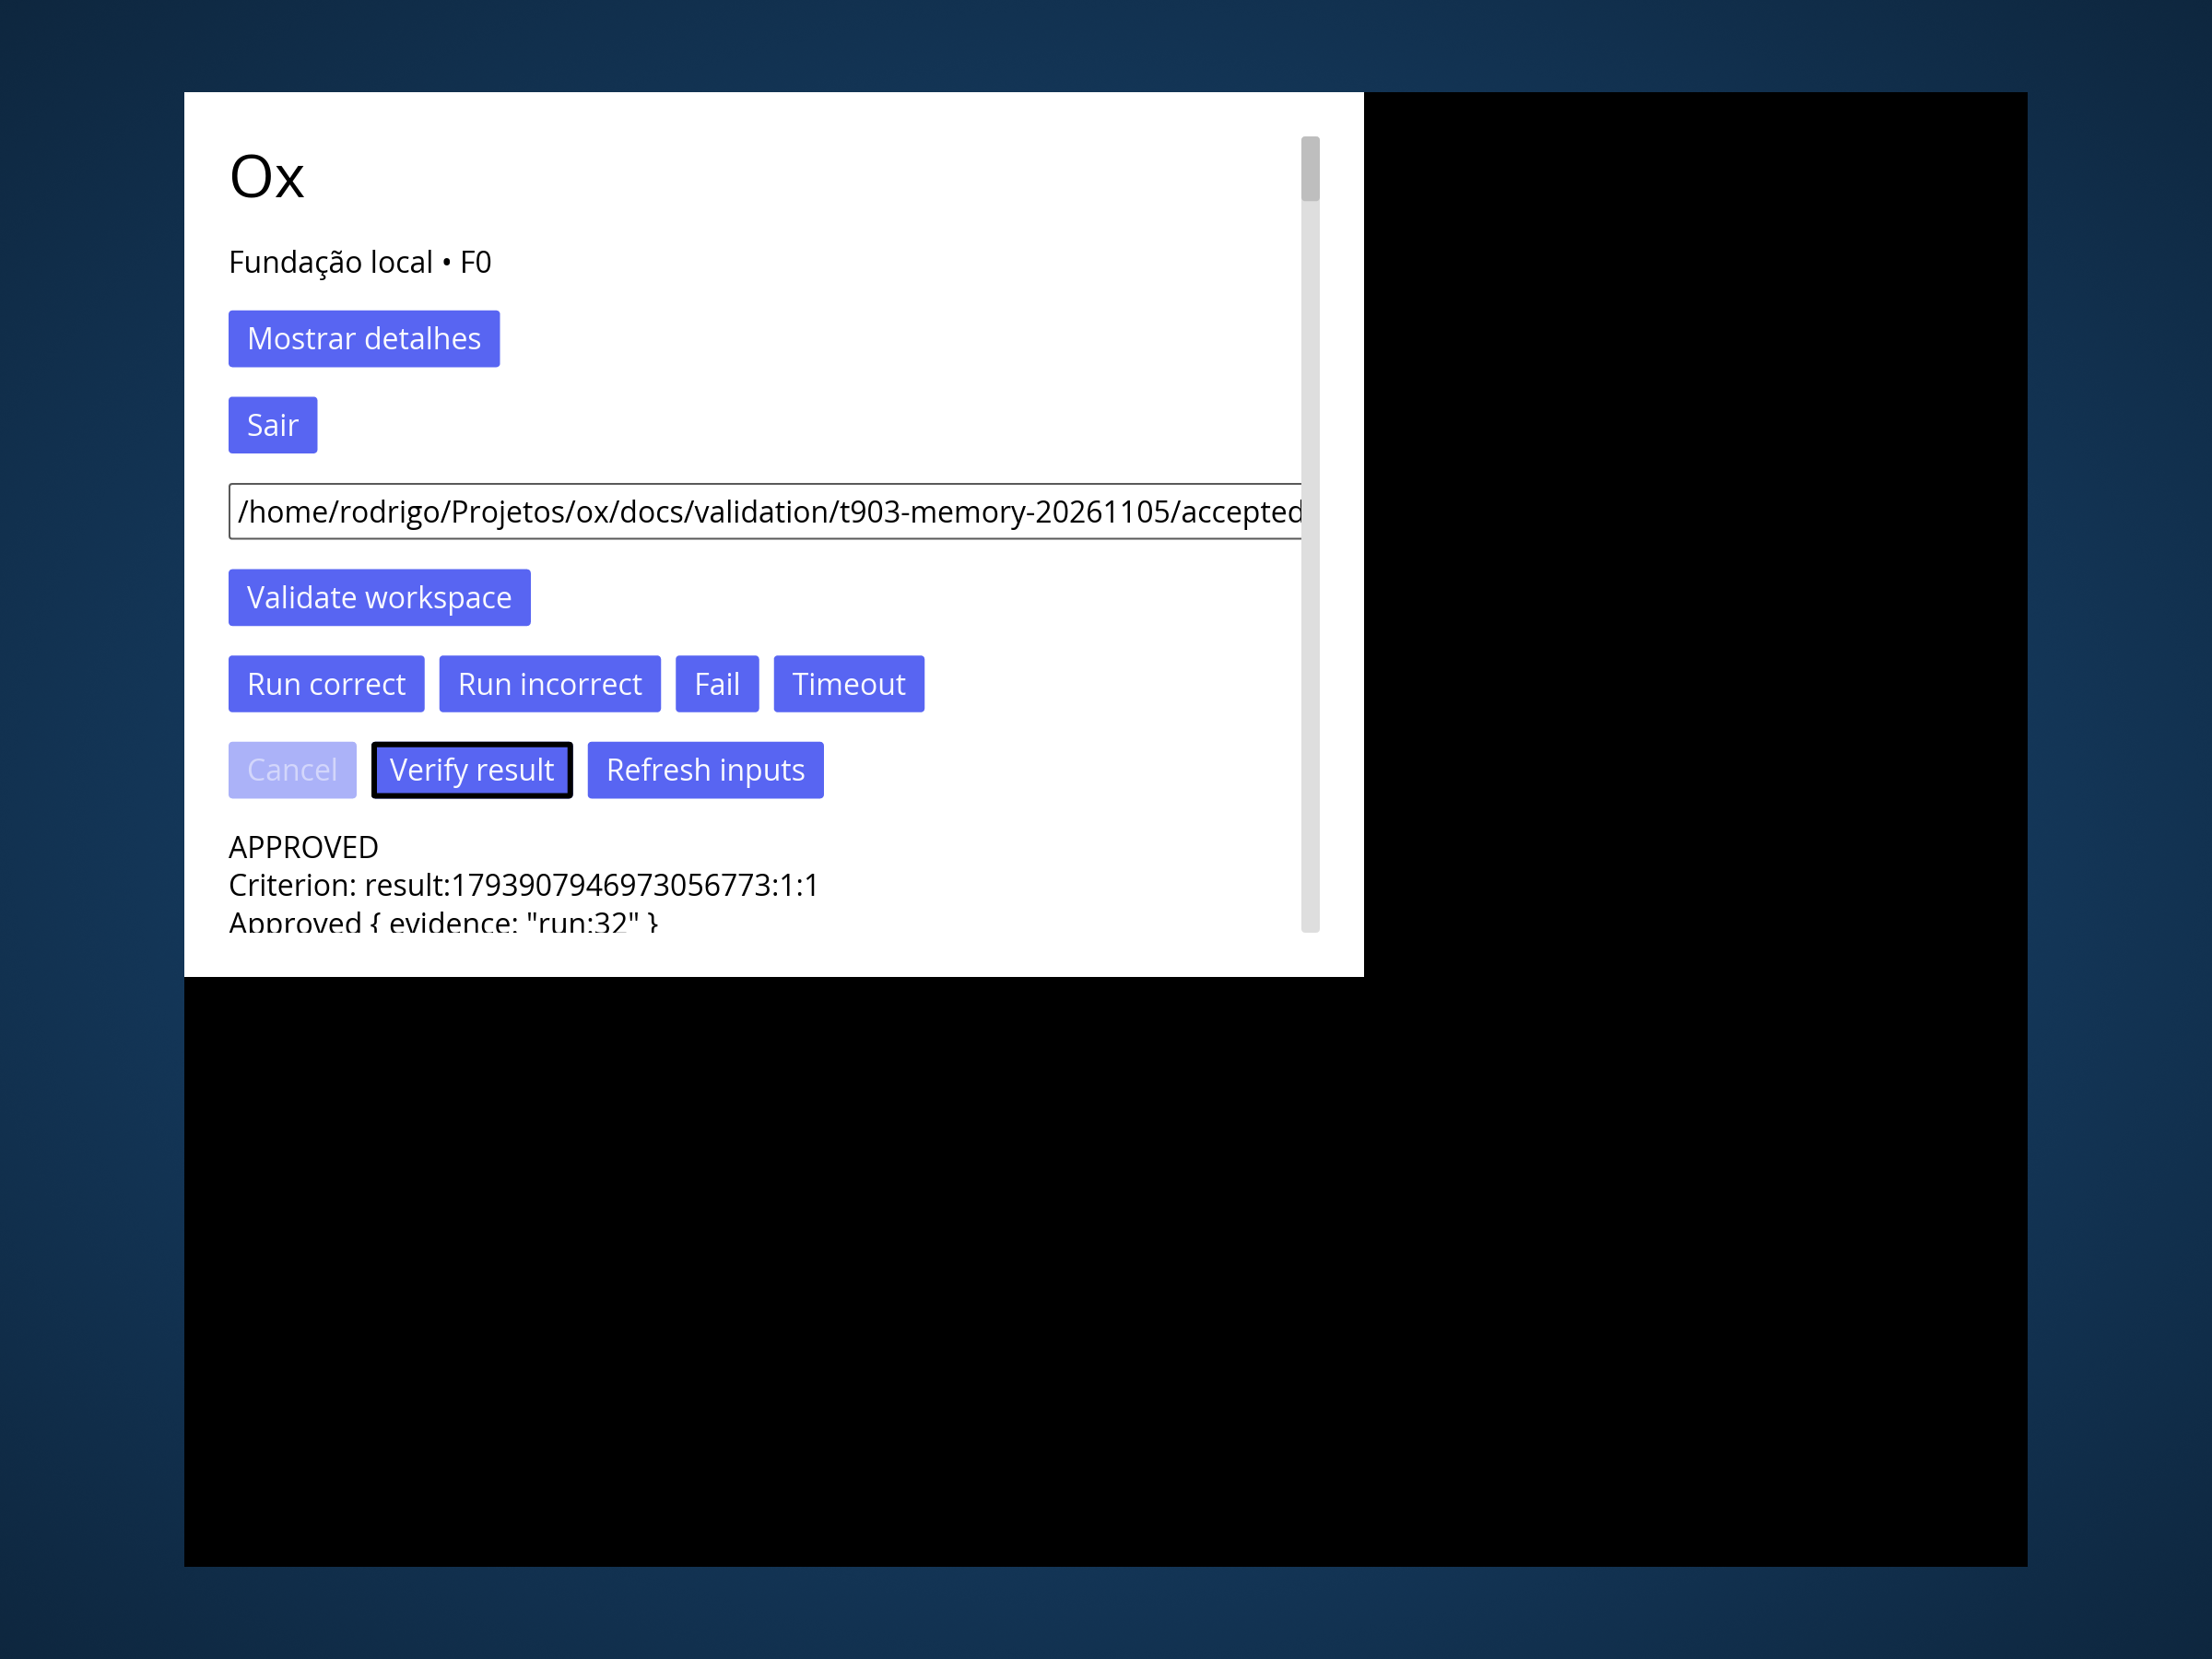 Ox
Fundação local • F0
Mostrar detalhes
Sair
/home/rodrigo/Projetos/ox/docs/validation/t903-memory-20261105/accepted
Validate workspace
Run correct Run incorrect Fail Timeout
Cancel Verify result Refresh inputs
APPROVED
Criterion: result:1793907946973056773:1:1
Approved { evidence: "run:32" }